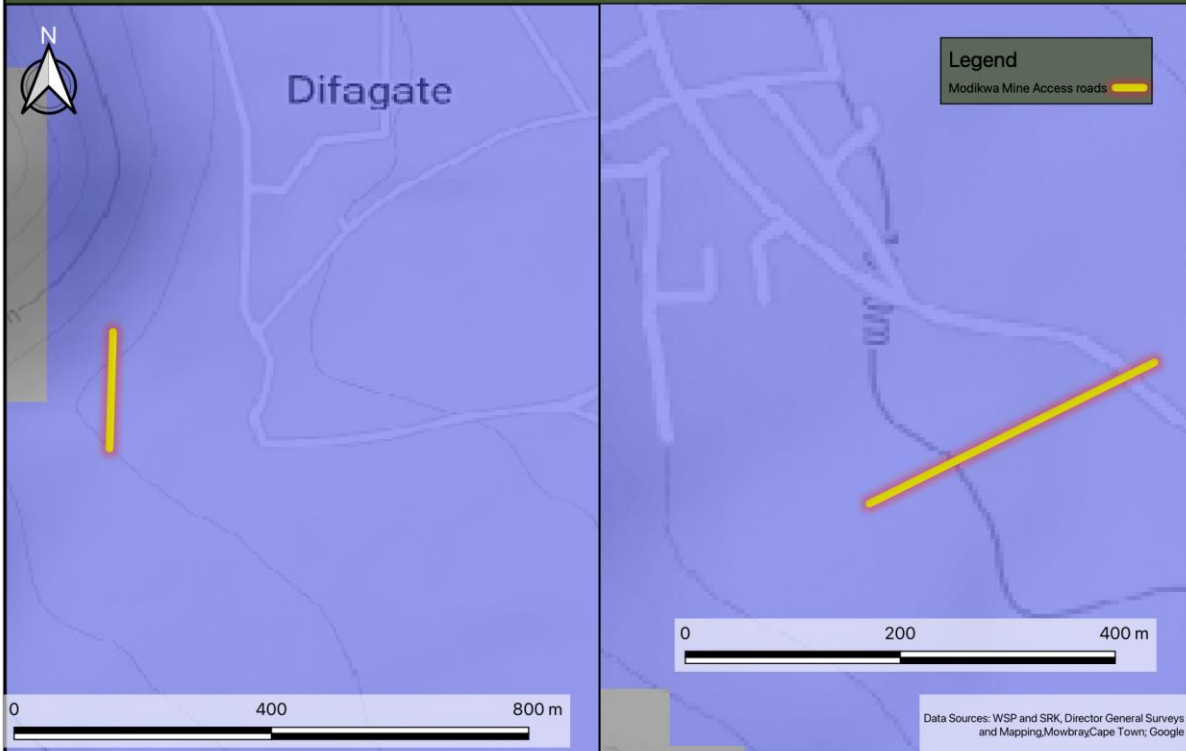 N
Difagate
0
400
800 m
Legend
Modikwa Mine Access roads
0
200
400 m
Data Sources: WSP and SRK, Director General Surveys
and Mapping,Mowbray,Cape Town; Google